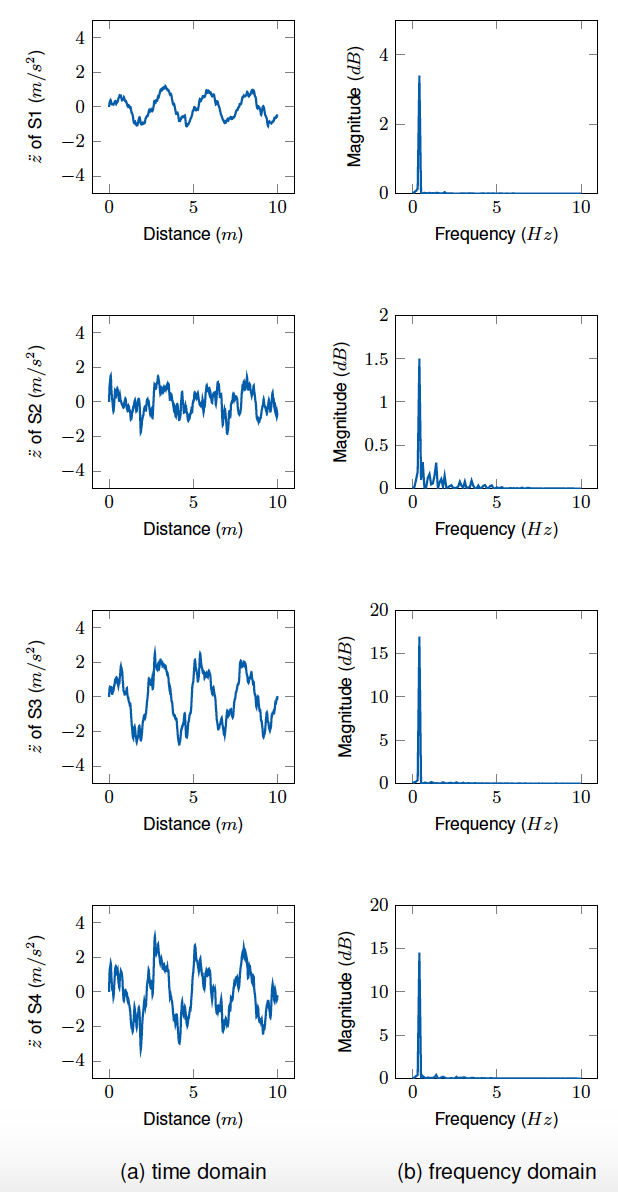 z̈ of S1 (m/s²)
4
2
0
−2
−4
0 5 10
Distance (m)
Magnitude (dB)
4
2
0
0 5 10
Frequency (Hz)
z̈ of S2 (m/s²)
4
2
0
−2
−4
0 5 10
Distance (m)
Magnitude (dB)
2
1.5
1
0.5
0
0 5 10
Frequency (Hz)
z̈ of S3 (m/s²)
4
2
0
−2
−4
0 5 10
Distance (m)
Magnitude (dB)
20
15
10
5
0
0 5 10
Frequency (Hz)
z̈ of S4 (m/s²)
4
2
0
−2
−4
0 5 10
Distance (m)
Magnitude (dB)
20
15
10
5
0
0 5 10
Frequency (Hz)
(a) time domain
(b) frequency domain